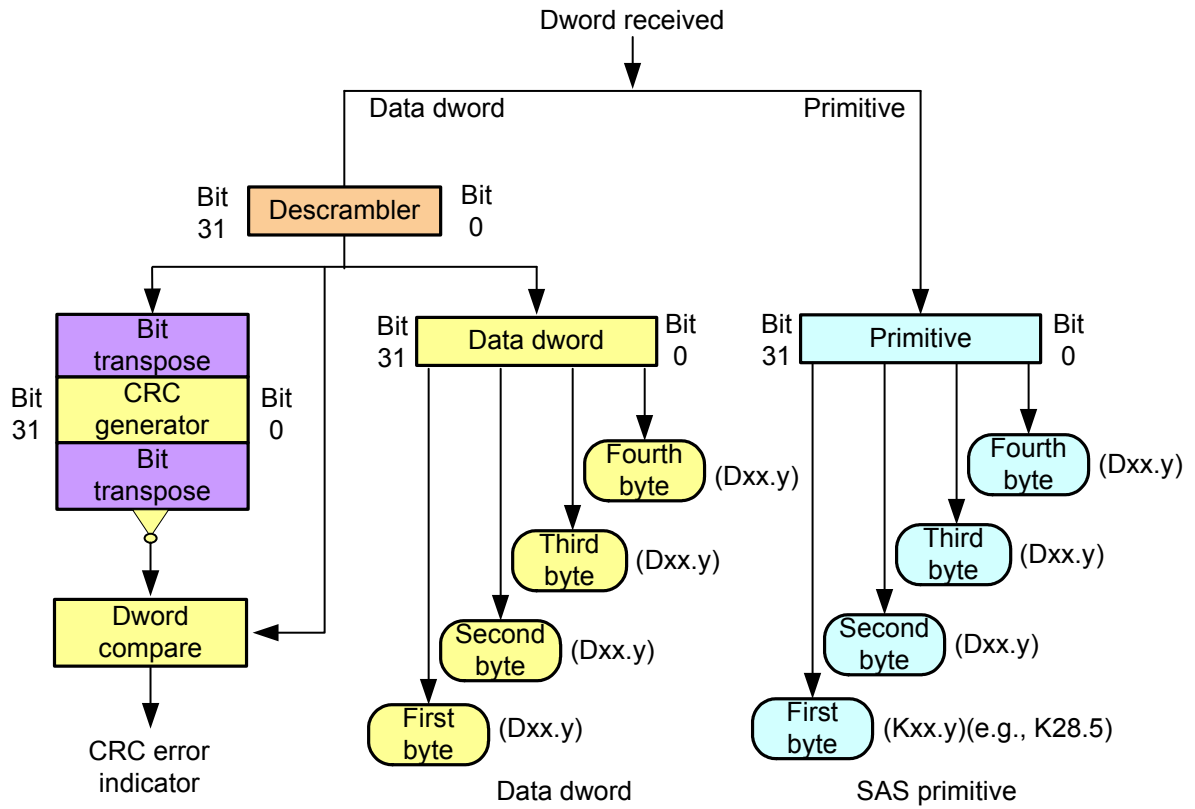 Dword received
Data dword
Primitive
Bit
31
Descrambler
Bit
0
Bit
transpose
Bit
31
CRC
generator
Bit
0
Bit
transpose
Dword
compare
CRC error
indicator
Bit
31
Data dword
Bit
0
Fourth
byte
(Dxx.y)
Third
byte
(Dxx.y)
Second
byte
(Dxx.y)
First
byte
(Dxx.y)
Data dword
Bit
31
Primitive
Bit
0
Fourth
byte
(Dxx.y)
Third
byte
(Dxx.y)
Second
byte
(Dxx.y)
First
byte
(Kxx.y)(e.g., K28.5)
SAS primitive